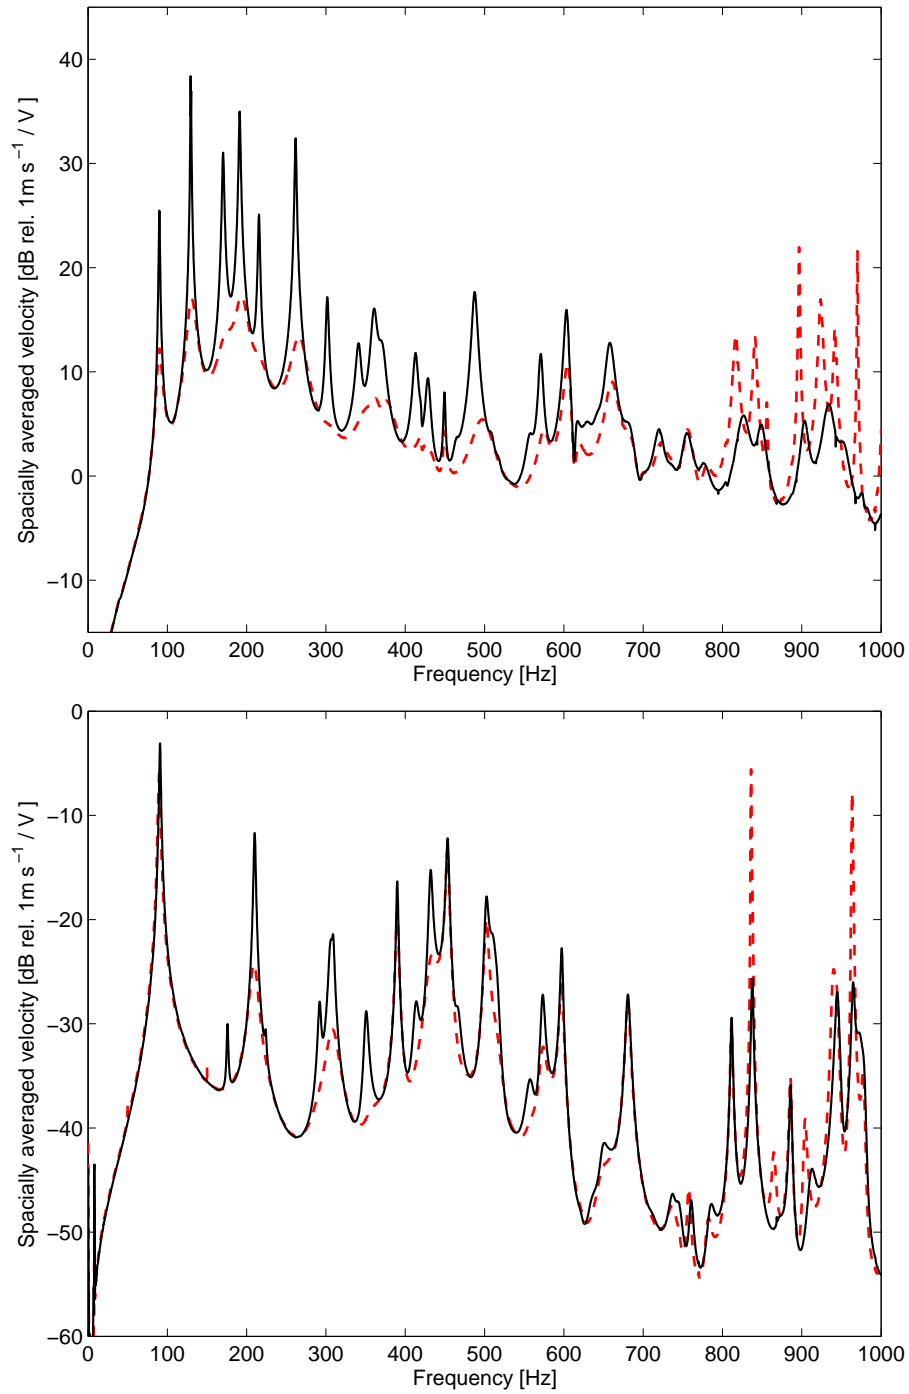 40
30
20
10
0
−10
Spacially averaged velocity [dB rel. 1m s⁻¹ / V ]
0 100 200 300 400 500 600 700 800 900 1000
Frequency [Hz]
0
−10
−20
−30
−40
−50
−60
Spacially averaged velocity [dB rel. 1m s⁻¹ / V ]
0 100 200 300 400 500 600 700 800 900 1000
Frequency [Hz]